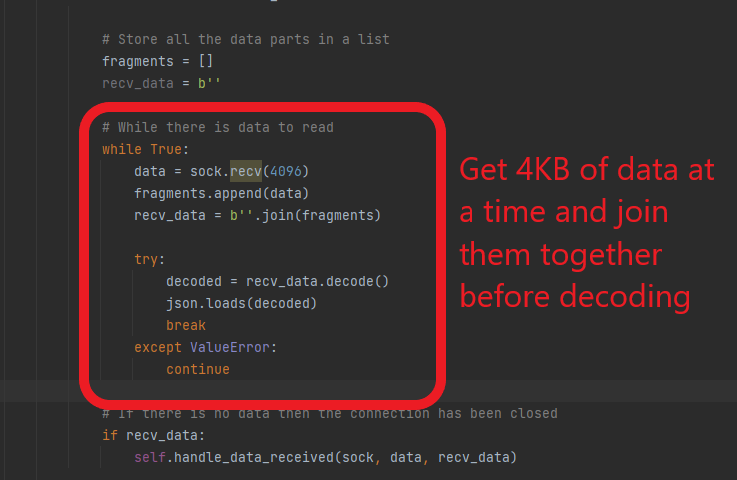 # Store all the data parts in a list
fragments = []
recv_data = b''
# While there is data to read
while True:
data = sock.recv(4096)
fragments.append(data)
recv_data = b''.join(fragments)
try:
decoded = recv_data.decode()
json.loads(decoded)
break
except ValueError:
continue
Get 4KB of data at
a time and join
them together
before decoding
# If there is no data then the connection has been closed
if recv_data:
self.handle_data_received(sock, data, recv_data)